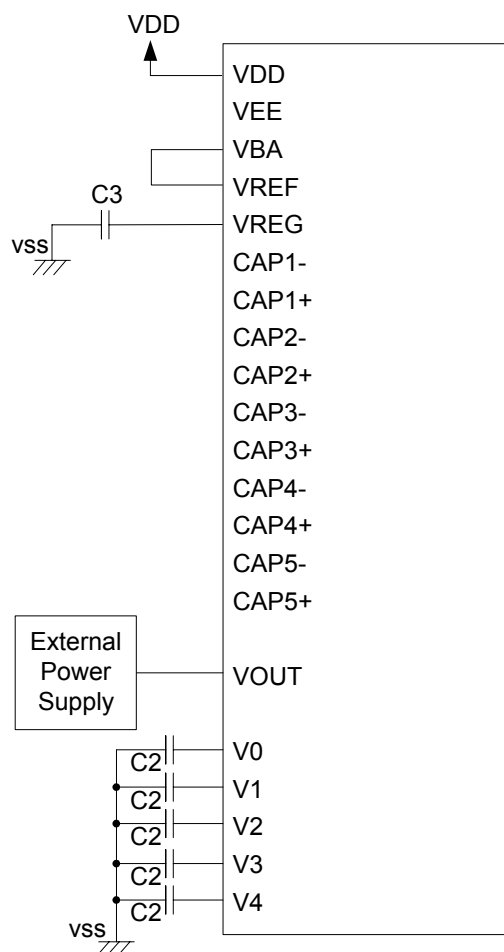 VDD
VDD
VEE
VBA
VREF
C3
VREG
vss
CAP1-
CAP1+
CAP2-
CAP2+
CAP3-
CAP3+
CAP4-
CAP4+
CAP5-
CAP5+
External
Power
Supply
VOUT
V0
C2
V1
C2
V2
C2
V3
C2
V4
C2
vss